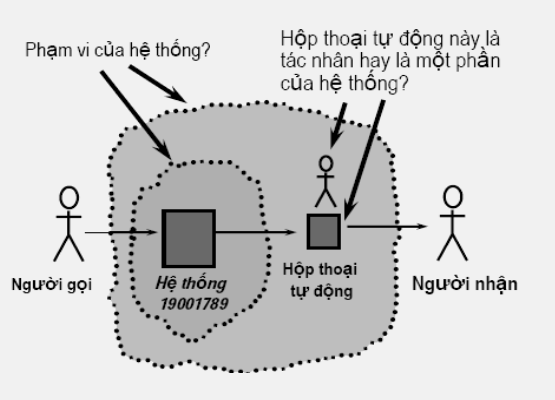 Phạm vi của hệ thống?
Hộp thoại tự động này là
tác nhân hay là một phần
của hệ thống?
Người gọi
Hệ thống
19001789
Hộp thoại
tự động
Người nhận